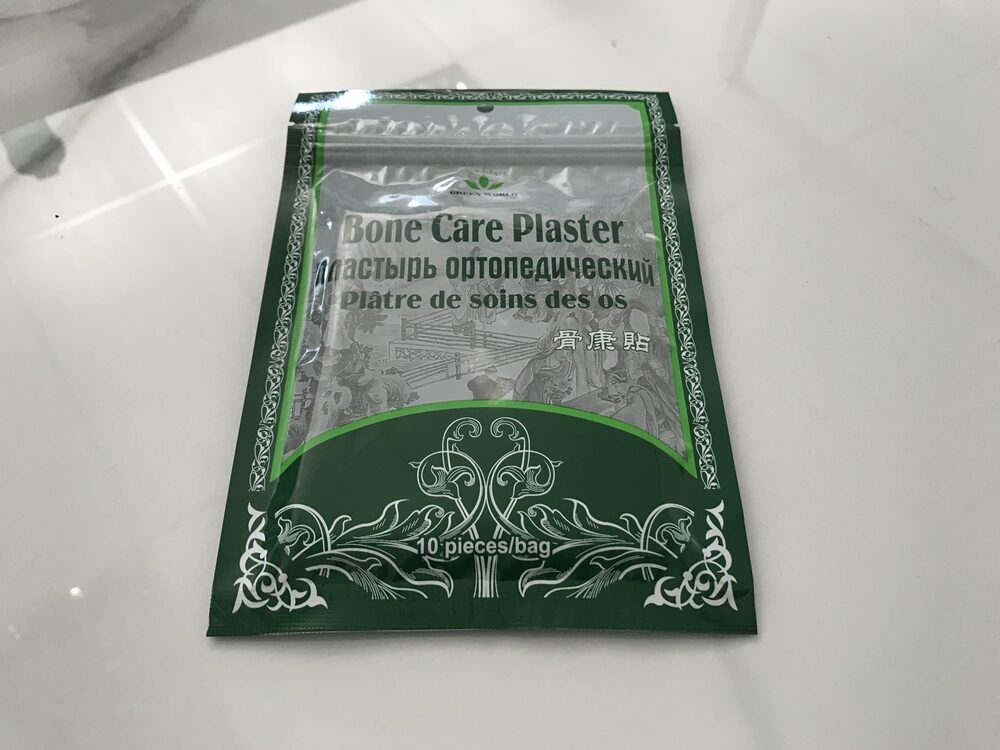 GREEN WORLD
Bone Care Plaster
Пластырь ортопедический
Plâtre de soins des os
骨康貼
10 pieces/bag